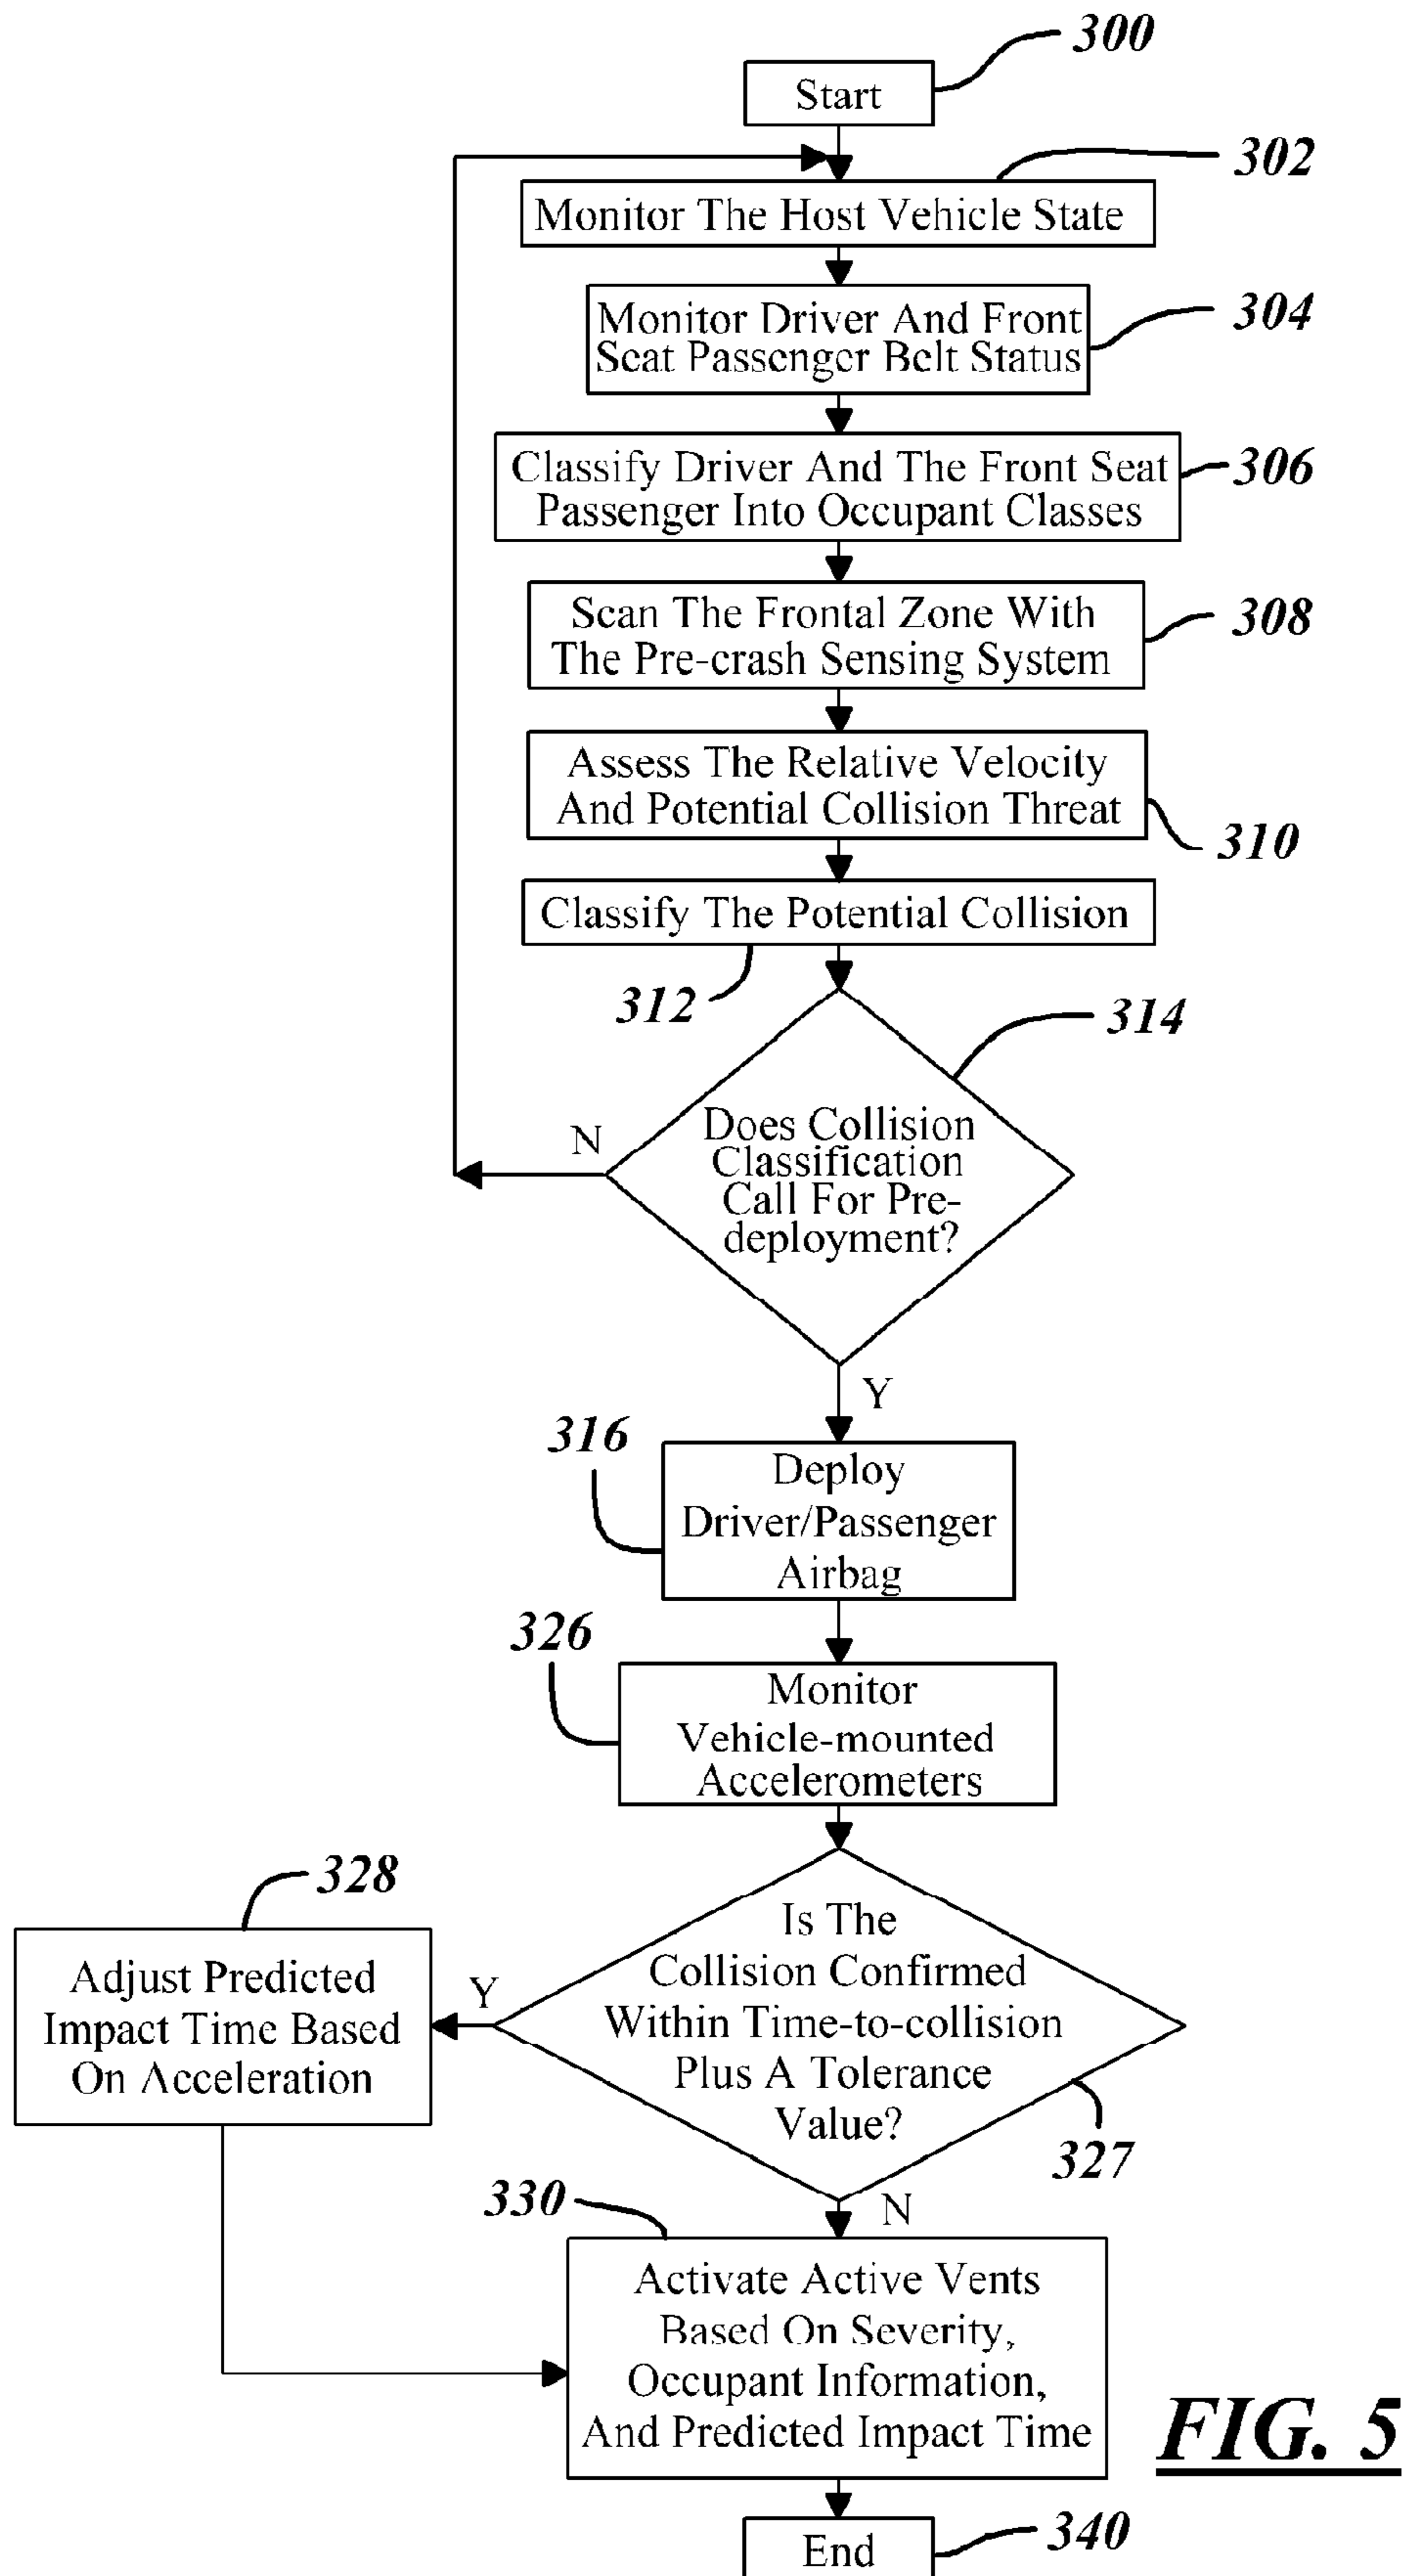 300
Start
302
Monitor The Host Vehicle State
Monitor Driver And Front
Seat Passenger Belt Status
304
Classify Driver And The Front Seat
Passenger Into Occupant Classes
306
Scan The Frontal Zone With
The Pre-crash Sensing System
308
Assess The Relative Velocity
And Potential Collision Threat
310
Classify The Potential Collision
312
314
Does Collision
Classification
Call For Pre-
deployment?
N
Y
316
Deploy
Driver/Passenger
Airbag
326
Monitor
Vehicle-mounted
Accelerometers
328
Is The
Collision Confirmed
Within Time-to-collision
Plus A Tolerance
Value?
Y
Adjust Predicted
Impact Time Based
On Acceleration
327
N
330
Activate Active Vents
Based On Severity,
Occupant Information,
And Predicted Impact Time
FIG. 5
End
340